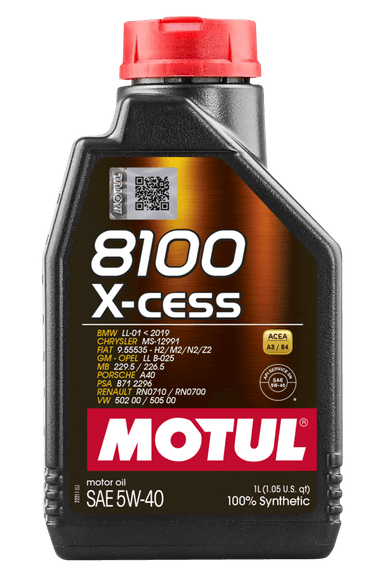 MOTUL
8100
X-cess
BMW LL-01 < 2019
CHRYSLER MS-12991
FIAT 9.55535 - H2/M2/N2/Z2
GM - OPEL LL B-025
MB 229.5 / 226.5
PORSCHE A40
PSA B71 2296
RENAULT RN0710 / RN0700
VW 502 00 / 505 00
ACEA
A3 / B4
API SERVICE SN
SAE
5W-40
MOTUL®
motor oil
SAE 5W-40
1L (1.05 U.S. qt)
100% Synthetic